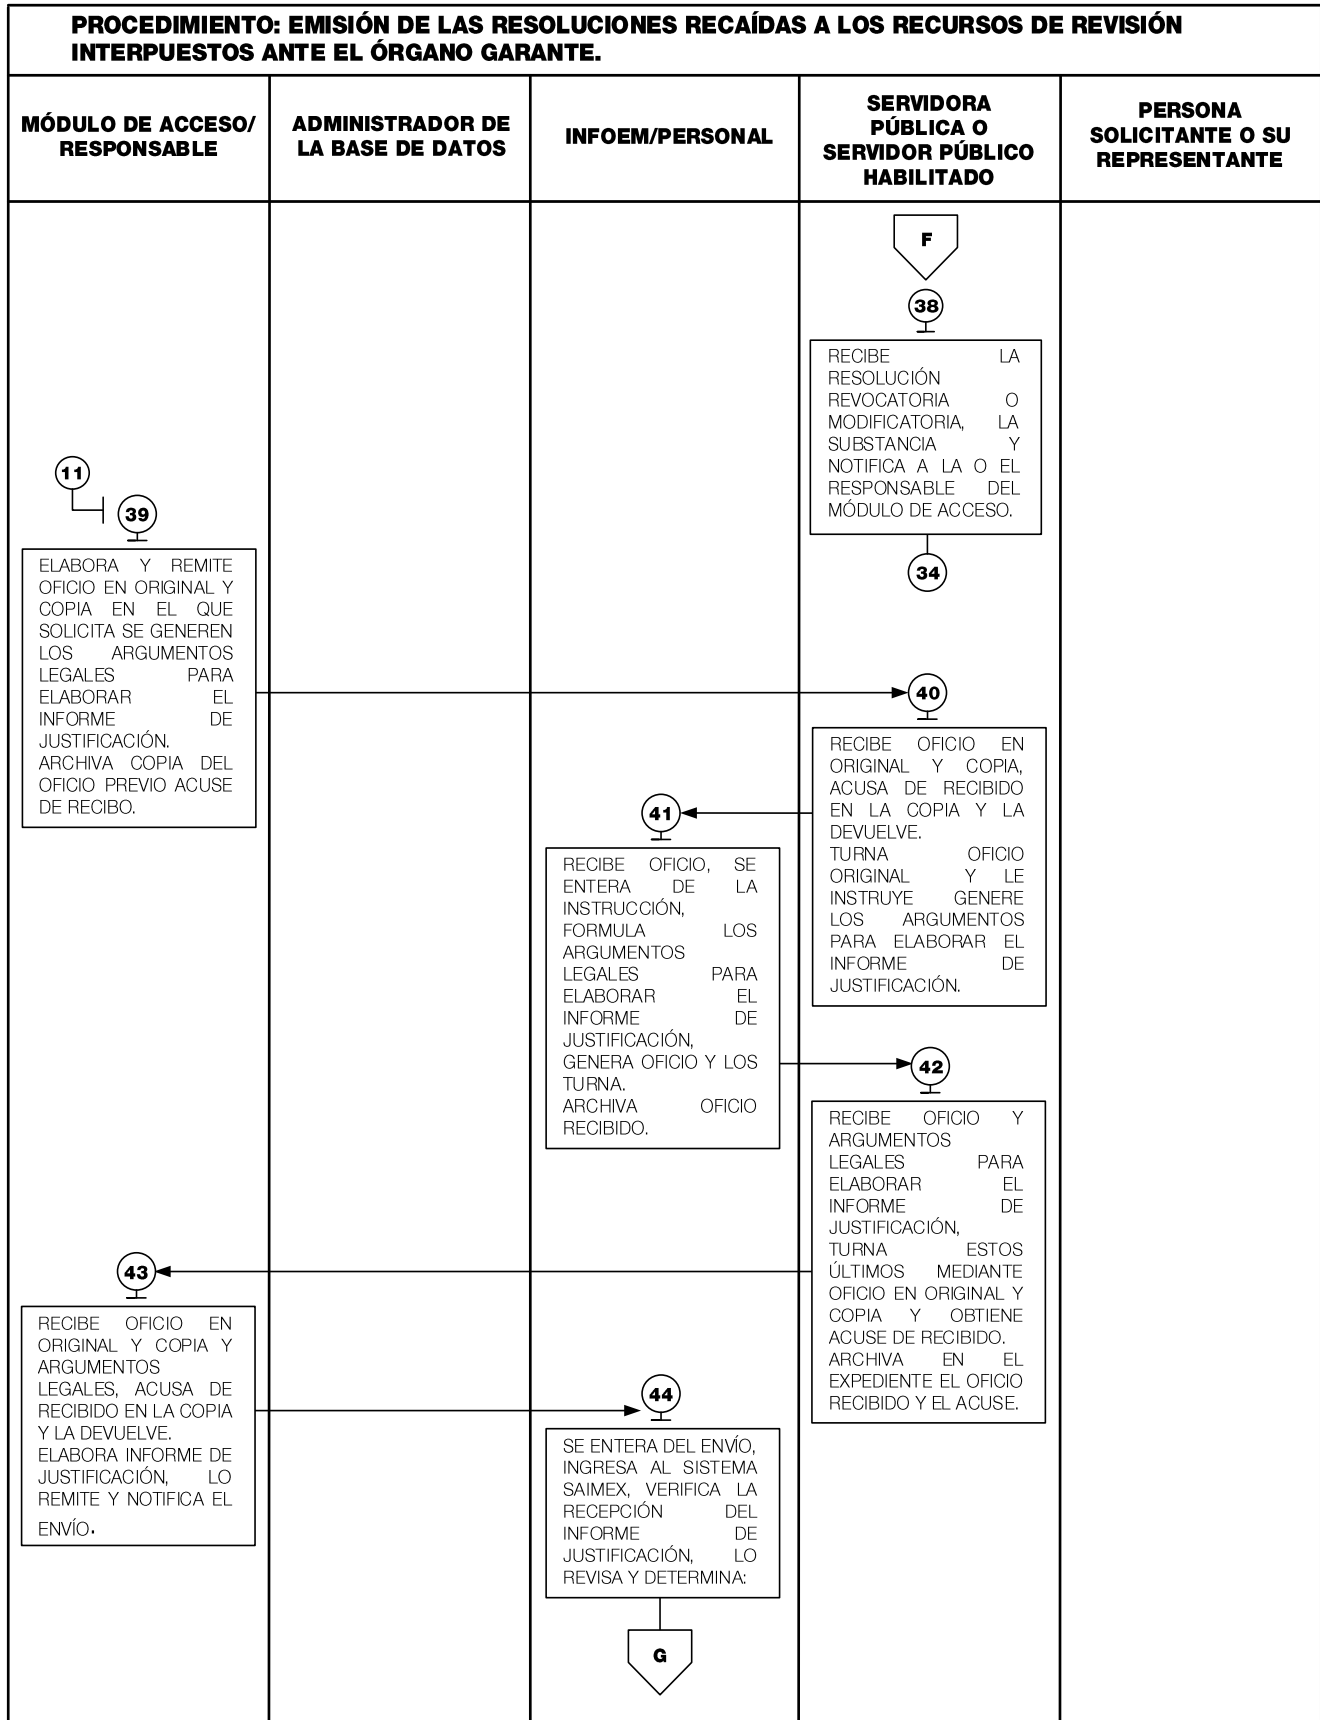 PROCEDIMIENTO: EMISIÓN DE LAS RESOLUCIONES RECAÍDAS A LOS RECURSOS DE REVISIÓN
INTERPUESTOS ANTE EL ÓRGANO GARANTE.
MÓDULO DE ACCESO/
RESPONSABLE
ADMINISTRADOR DE
LA BASE DE DATOS
INFOEM/PERSONAL
SERVIDORA
PÚBLICA O
SERVIDOR PÚBLICO
HABILITADO
PERSONA
SOLICITANTE O SU
REPRESENTANTE
F
38
RECIBE LA
RESOLUCIÓN
REVOCATORIA O
MODIFICATORIA, LA
SUBSTANCIA Y
NOTIFICA A LA O EL
RESPONSABLE DEL
MÓDULO DE ACCESO.
34
11
39
ELABORA Y REMITE
OFICIO EN ORIGINAL Y
COPIA EN EL QUE
SOLICITA SE GENEREN
LOS ARGUMENTOS
LEGALES PARA
ELABORAR EL
INFORME DE
JUSTIFICACIÓN.
ARCHIVA COPIA DEL
OFICIO PREVIO ACUSE
DE RECIBO.
40
RECIBE OFICIO EN
ORIGINAL Y COPIA,
ACUSA DE RECIBIDO
EN LA COPIA Y LA
DEVUELVE.
TURNA OFICIO
ORIGINAL Y LE
INSTRUYE GENERE
LOS ARGUMENTOS
PARA ELABORAR EL
INFORME DE
JUSTIFICACIÓN.
41
RECIBE OFICIO, SE
ENTERA DE LA
INSTRUCCIÓN,
FORMULA LOS
ARGUMENTOS
LEGALES PARA
ELABORAR EL
INFORME DE
JUSTIFICACIÓN,
GENERA OFICIO Y LOS
TURNA.
ARCHIVA OFICIO
RECIBIDO.
42
RECIBE OFICIO Y
ARGUMENTOS
LEGALES PARA
ELABORAR EL
INFORME DE
JUSTIFICACIÓN,
TURNA ESTOS
ÚLTIMOS MEDIANTE
OFICIO EN ORIGINAL Y
COPIA Y OBTIENE
ACUSE DE RECIBIDO.
ARCHIVA EN EL
EXPEDIENTE EL OFICIO
RECIBIDO Y EL ACUSE.
43
RECIBE OFICIO EN
ORIGINAL Y COPIA Y
ARGUMENTOS
LEGALES, ACUSA DE
RECIBIDO EN LA COPIA
Y LA DEVUELVE.
ELABORA INFORME DE
JUSTIFICACIÓN, LO
REMITE Y NOTIFICA EL
ENVÍO.
44
SE ENTERA DEL ENVÍO,
INGRESA AL SISTEMA
SAIMEX, VERIFICA LA
RECEPCIÓN DEL
INFORME DE
JUSTIFICACIÓN, LO
REVISA Y DETERMINA:
G